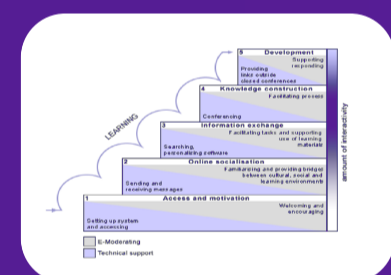 5 Development
Supporting
responding
Providing
links outside
closed conferences
4 Knowledge construction
Facilitating process
Conferencing
3 Information exchange
Facilitating tasks and supporting
use of learning
materials
Searching,
personalising software
2 Online socialisation
Familiarising and providing bridges
between cultural, social and
learning environments
Sending and
receiving messages
1 Access and motivation
Welcoming and
encouraging
Setting up system
and accessing
LEARNING
amount of interactivity
E-Moderating
Technical support